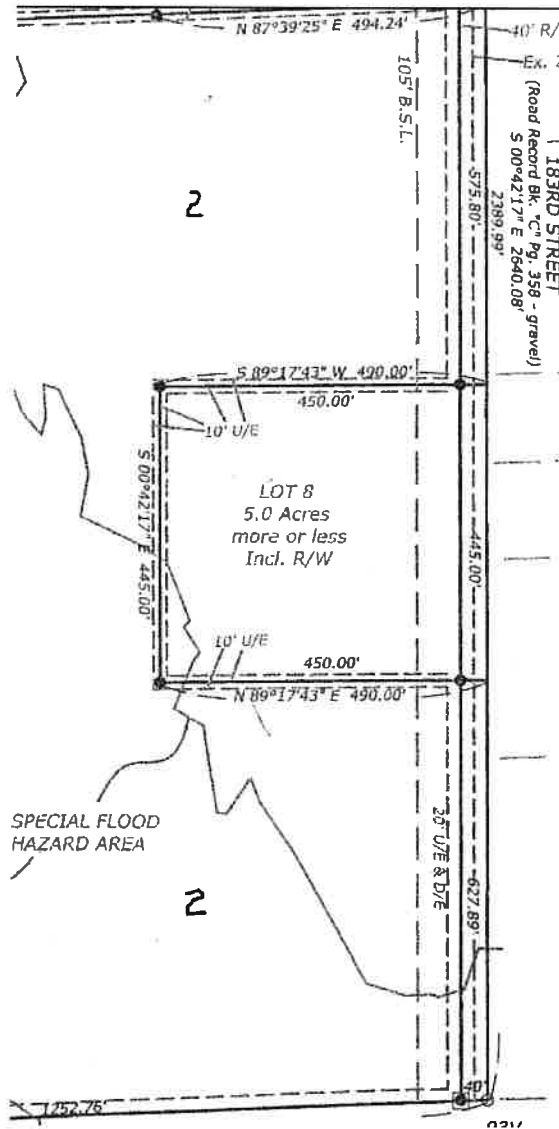 N 87°39'25" E 494.24'
40' R/
Ex.
105' B.S.L.
183RD STREET
(Road Record Bk. "C" Pg. 358 - gravel)
S 00°42'17" E 2640.08'
2389.99'
575.80'
2
S 89°17'43" W 490.00'
450.00'
10' U/E
S 00°42'17" E 445.00'
LOT 8
5.0 Acres
more or less
Incl. R/W
445.00'
10' U/E
450.00'
N 89°17'43" E 490.00'
SPECIAL FLOOD
HAZARD AREA
20' U/E & D/E
627.89'
2
40'
1252.76'